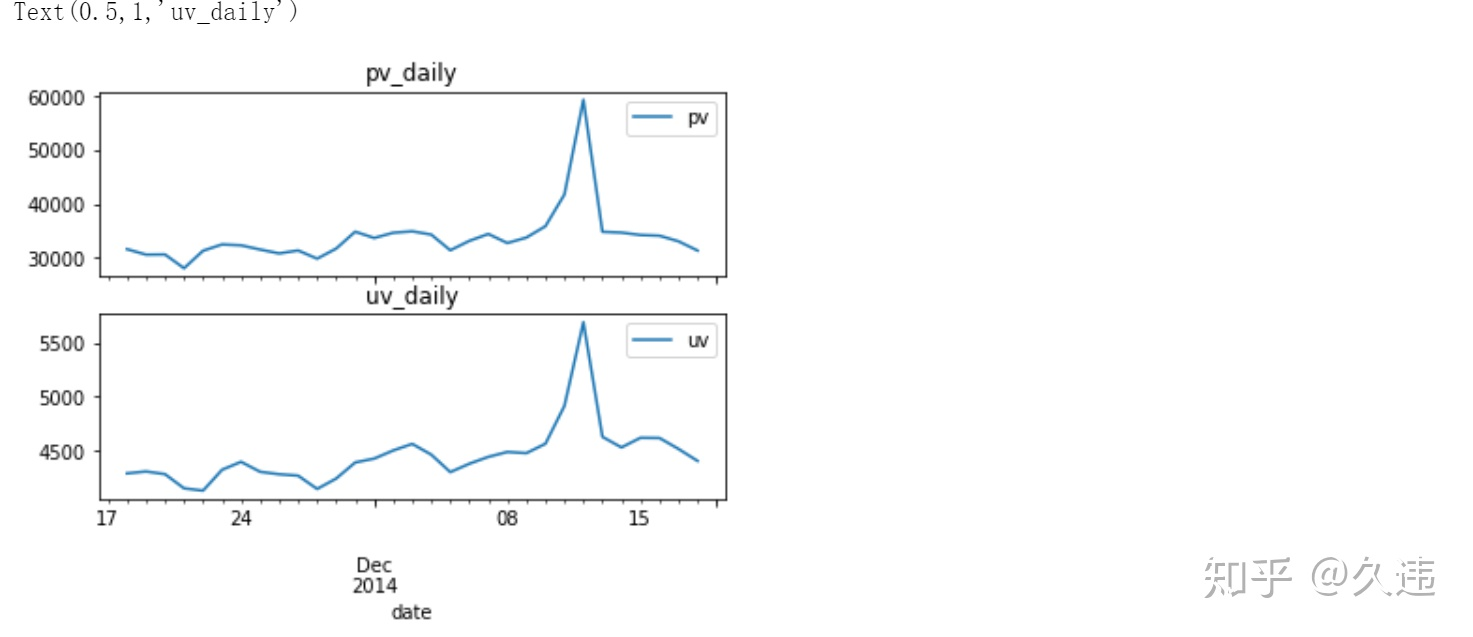 Text(0.5,1,'uv_daily')
pv_daily
60000
50000
40000
30000
pv
uv_daily
5500
5000
4500
uv
17 24 08 15
Dec
2014
date
知乎 @久违